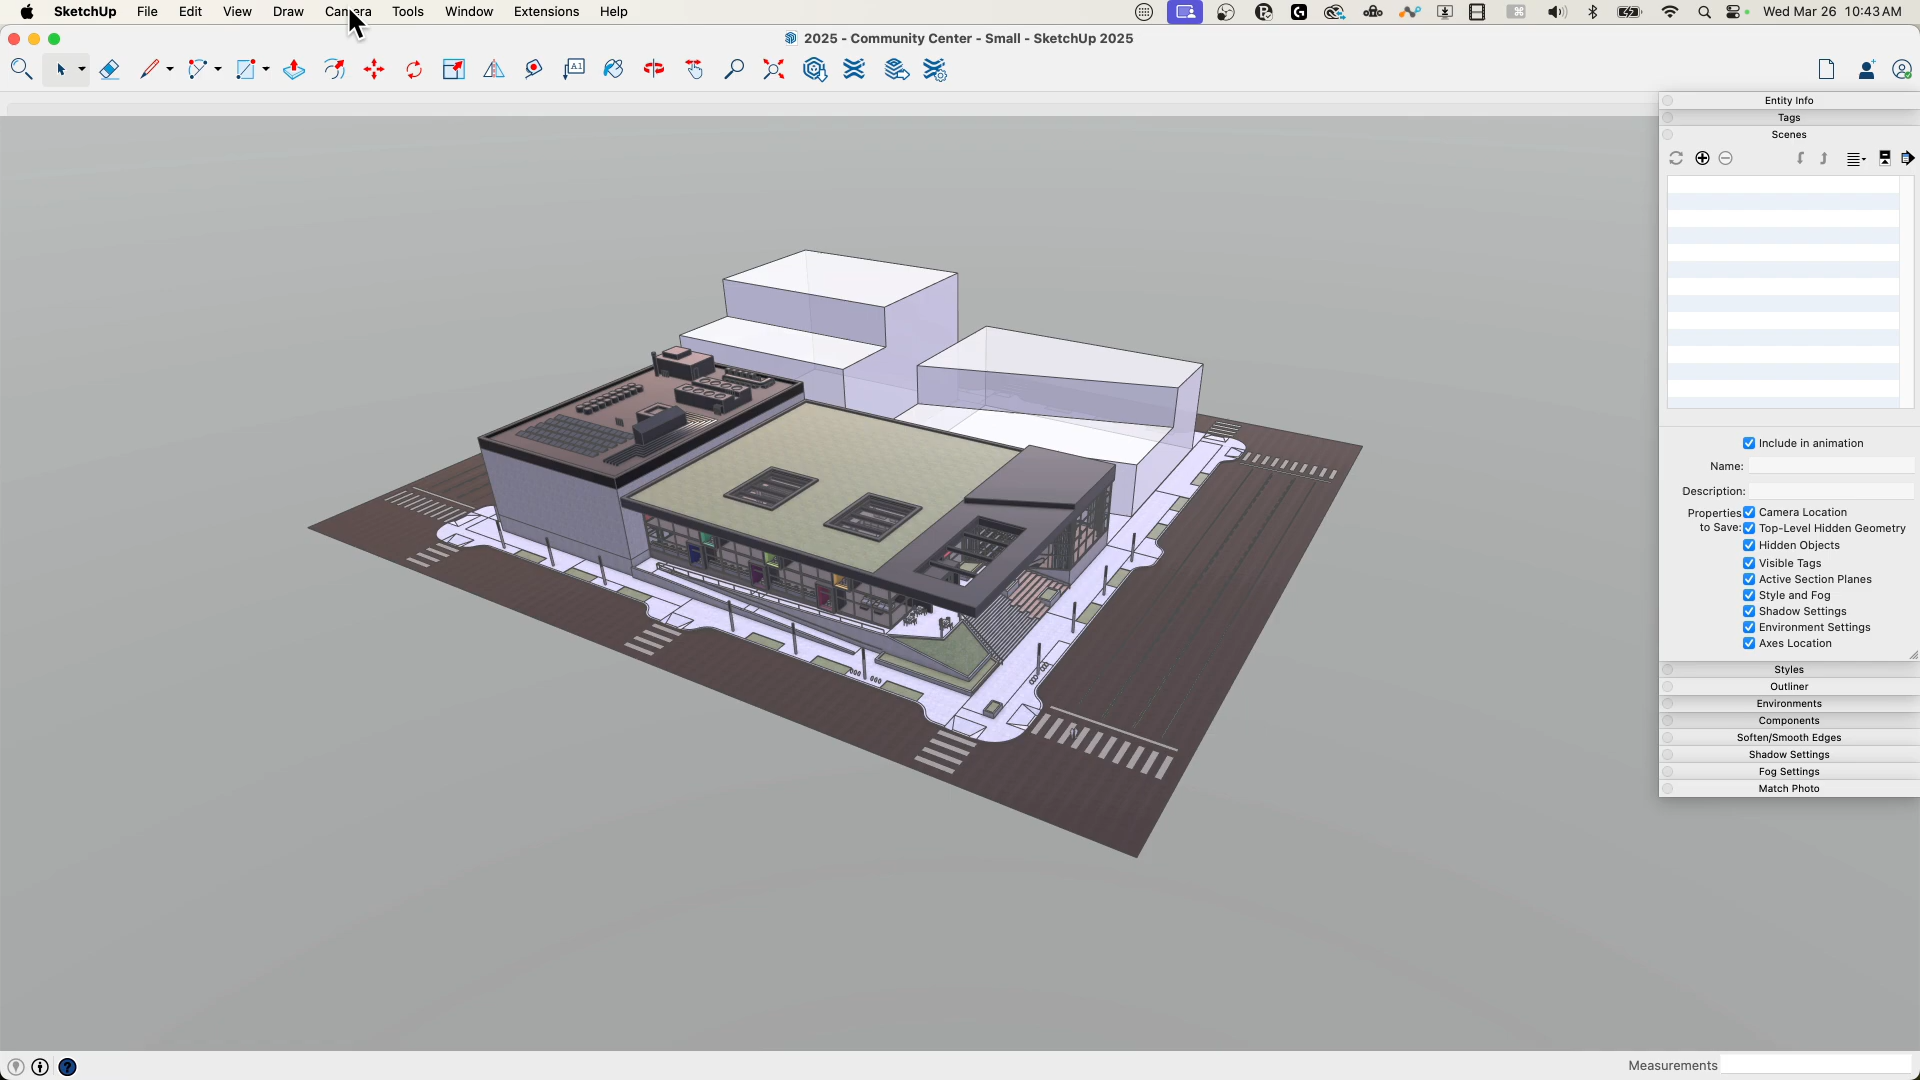 SketchUp File Edit View Draw Camera Tools Window Extensions Help Wed Mar 26 10:43 AM
2025 - Community Center - Small - SketchUp 2025
A1
Entity Info
Tags
Scenes
Include in animation
Name:
Description:
Properties to Save:
Camera Location
Top-Level Hidden Geometry
Hidden Objects
Visible Tags
Active Section Planes
Style and Fog
Shadow Settings
Environment Settings
Axes Location
Styles
Outliner
Environments
Components
Soften/Smooth Edges
Shadow Settings
Fog Settings
Match Photo
Measurements